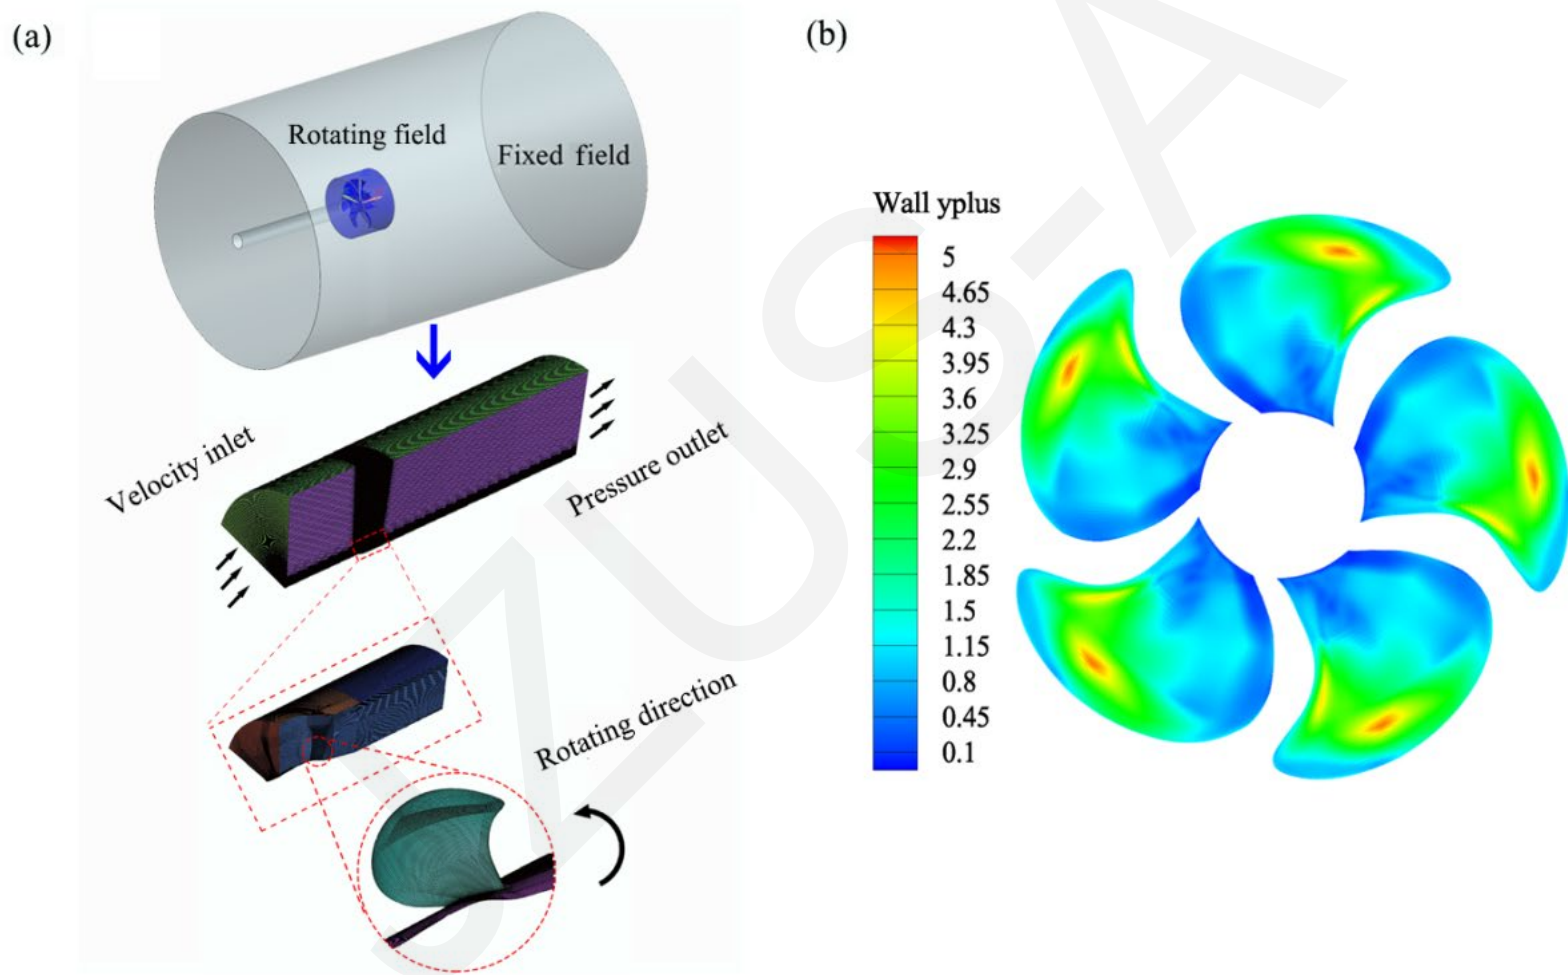 (a)
Rotating field
Fixed field
Velocity inlet
Pressure outlet
Rotating direction
(b)
Wall yplus
5
4.65
4.3
3.95
3.6
3.25
2.9
2.55
2.2
1.85
1.5
1.15
0.8
0.45
0.1
JZUS-A